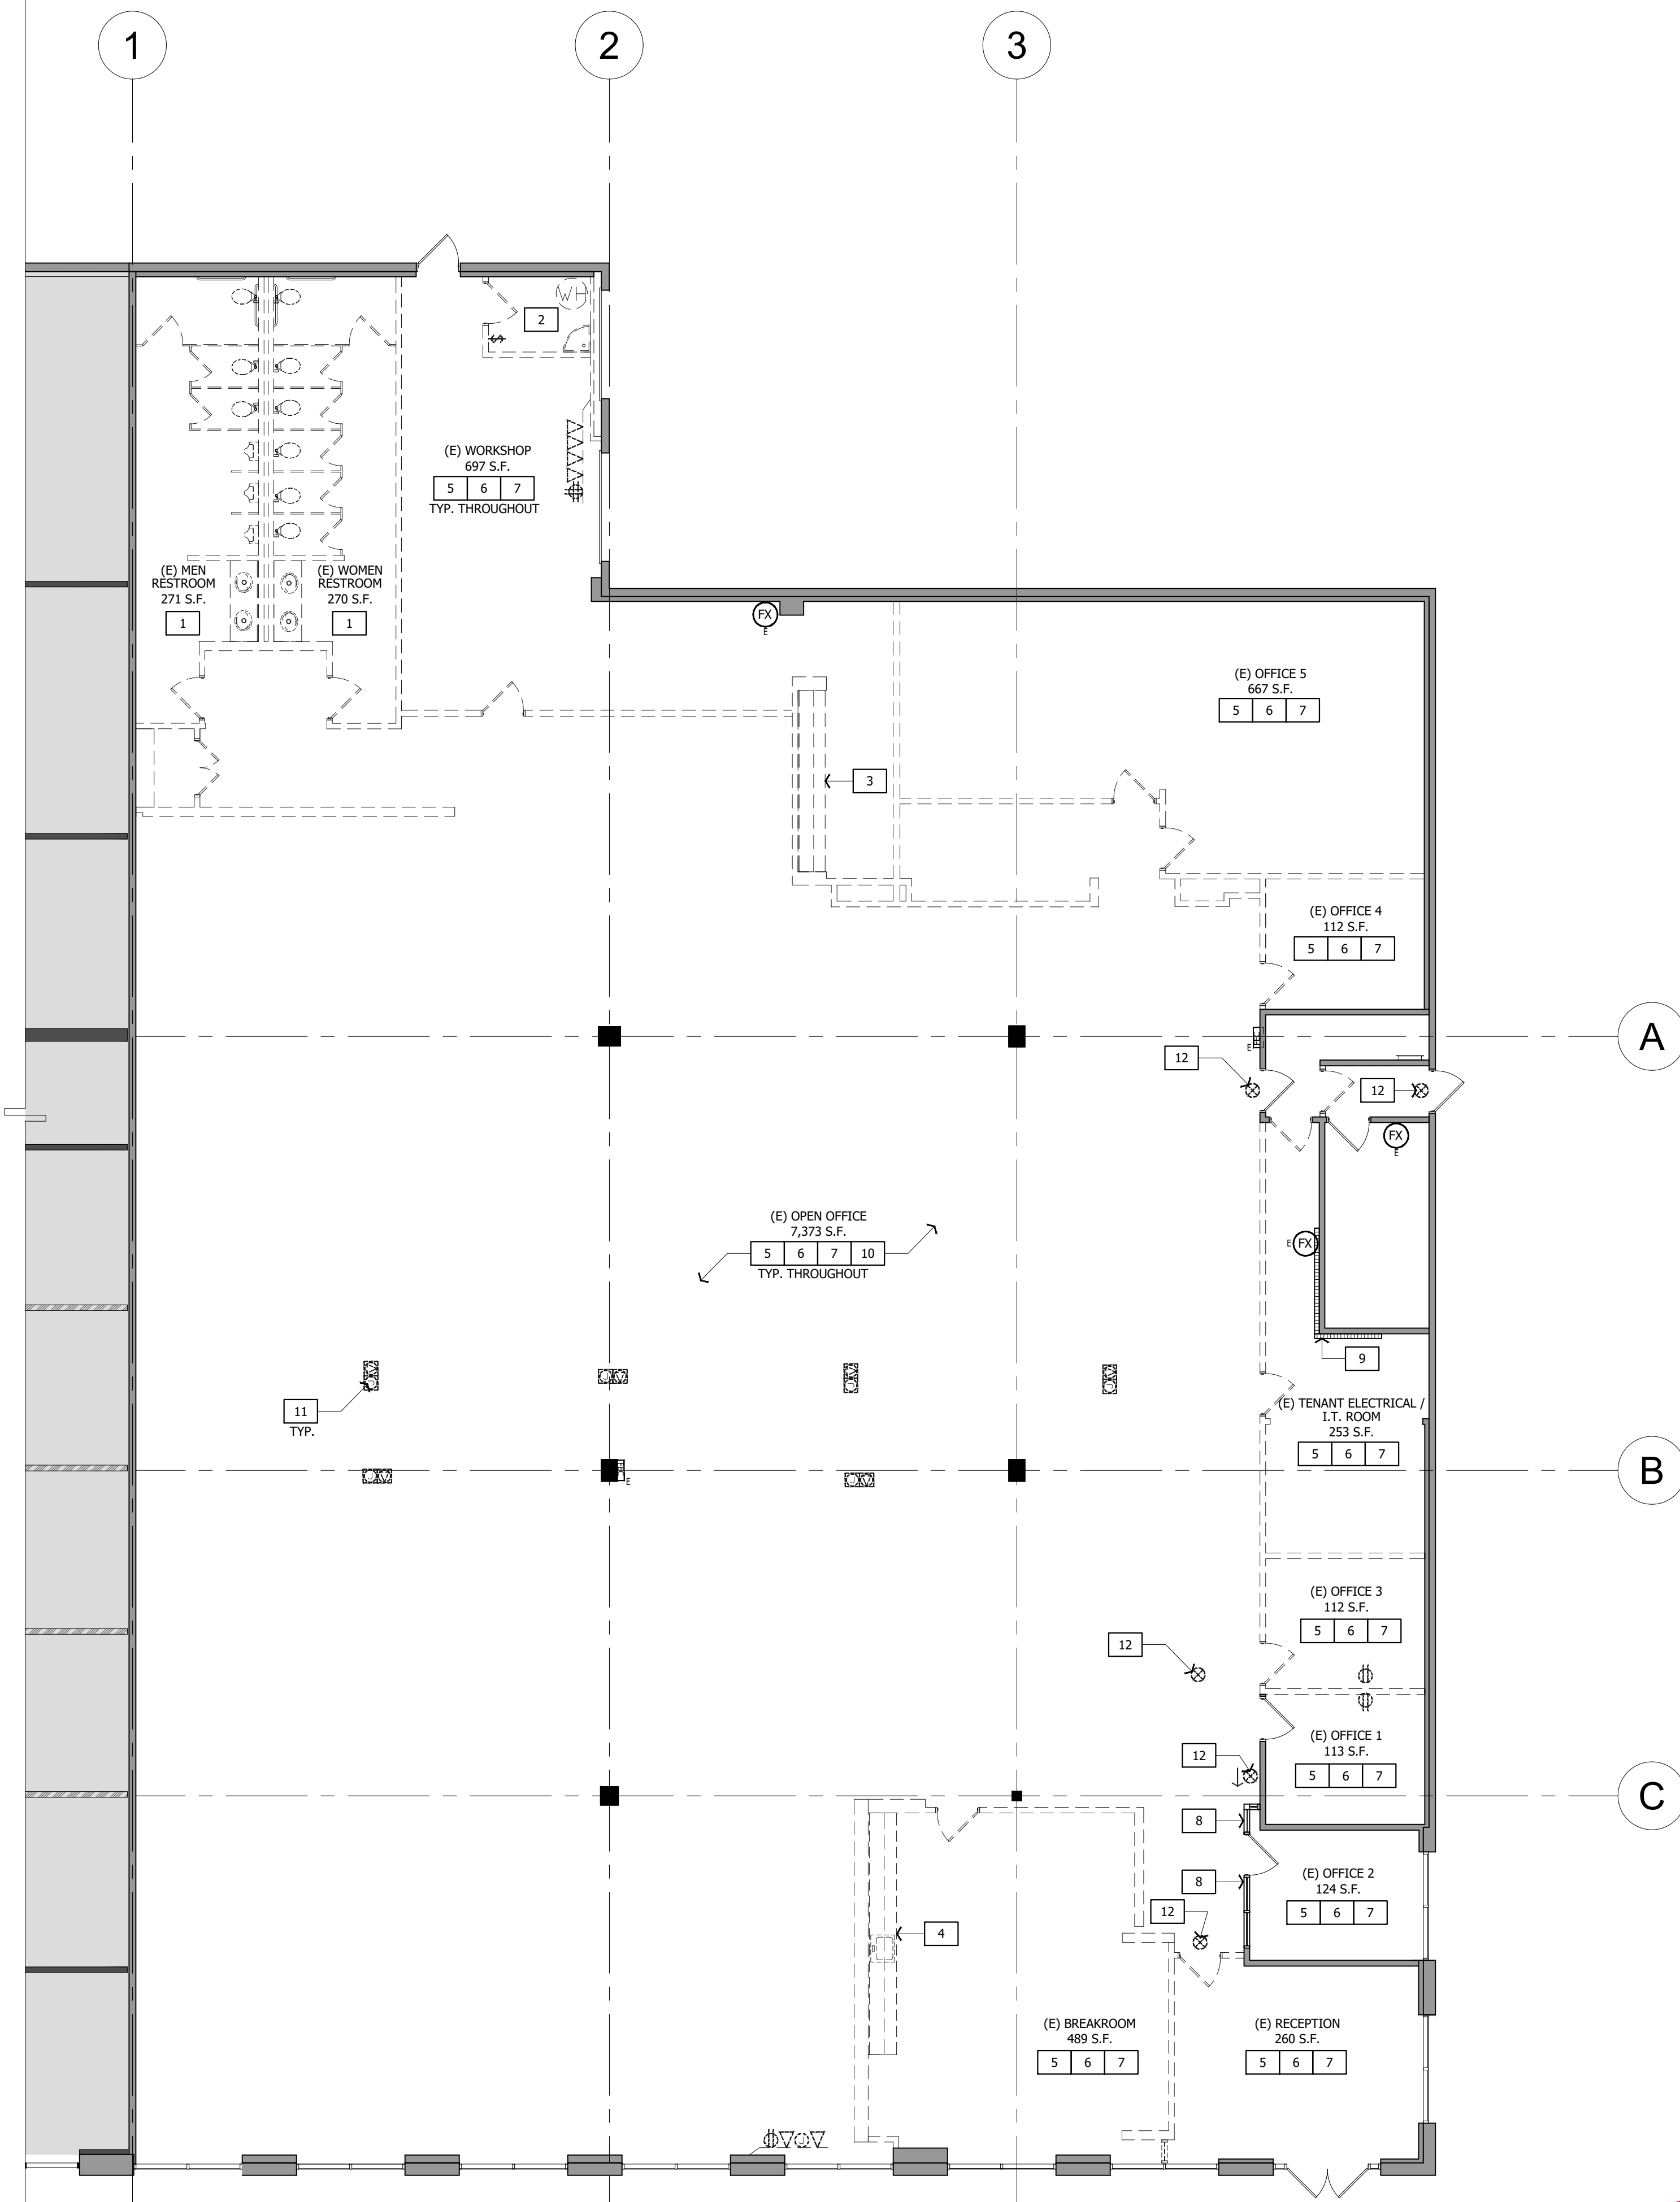 1
2
3
WH
2
$
(E) WORKSHOP
697 S.F.
5 6 7
TYP. THROUGHOUT
(E) MEN
RESTROOM
271 S.F.
1
(E) WOMEN
RESTROOM
270 S.F.
1
FX
E
(E) OFFICE 5
667 S.F.
5 6 7
3
(E) OFFICE 4
112 S.F.
5 6 7
A
FEC
E
12
12
FX
E
(E) OPEN OFFICE
7,373 S.F.
5 6 7 10
TYP. THROUGHOUT
E FX
9
11
TYP.
J
J
J
J
(E) TENANT ELECTRICAL /
I.T. ROOM
253 S.F.
5 6 7
B
FEC
E
J
J
(E) OFFICE 3
112 S.F.
5 6 7
12
(E) OFFICE 1
113 S.F.
5 6 7
12
C
8
8
(E) OFFICE 2
124 S.F.
5 6 7
12
4
(E) BREAKROOM
489 S.F.
5 6 7
(E) RECEPTION
260 S.F.
5 6 7
J